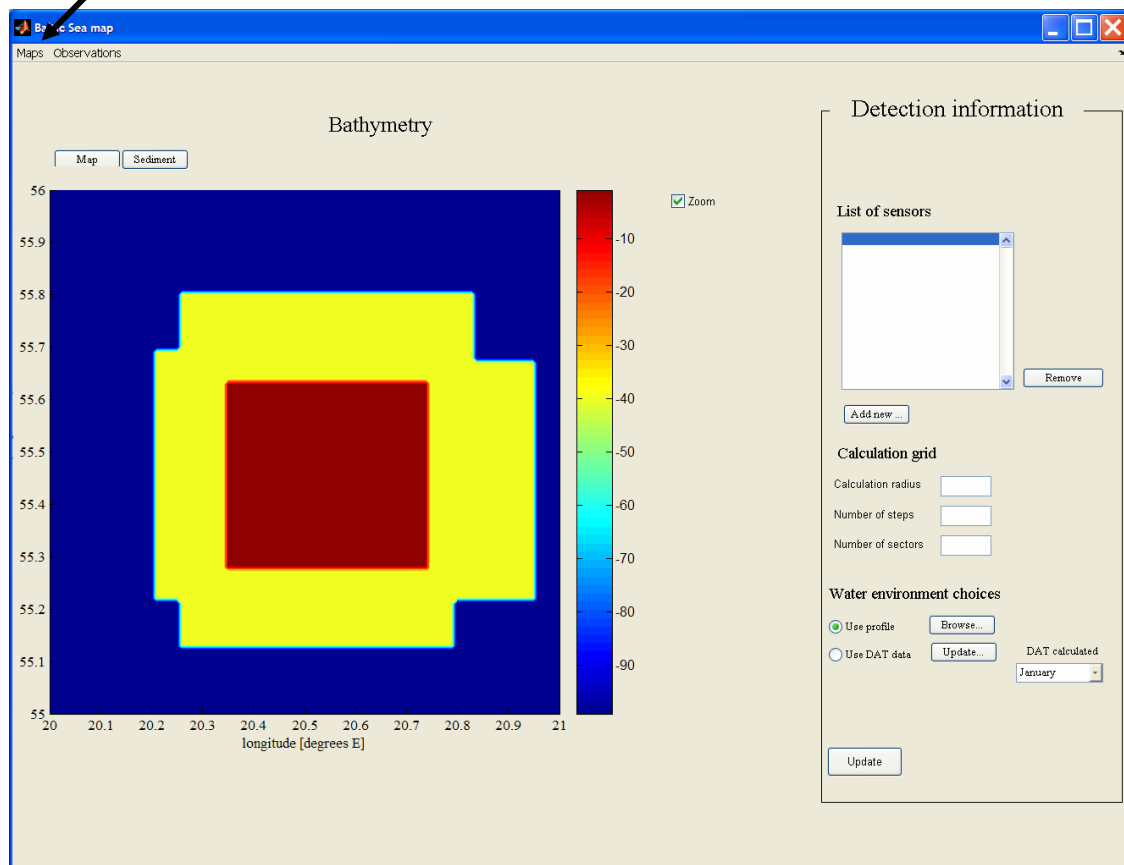 Baltic Sea map
Maps Observations
Bathymetry
Map Sediment
56
55.9
55.8
55.7
55.6
55.5
55.4
55.3
55.2
55.1
55
20 20.1 20.2 20.3 20.4 20.5 20.6 20.7 20.8 20.9 21
longitude [degrees E]
-10
-20
-30
-40
-50
-60
-70
-80
-90
Zoom
Detection information
List of sensors
Remove
Add new ...
Calculation grid
Calculation radius
Number of steps
Number of sectors
Water environment choices
Use profile Browse...
Use DAT data Update... DAT calculated
January
Update